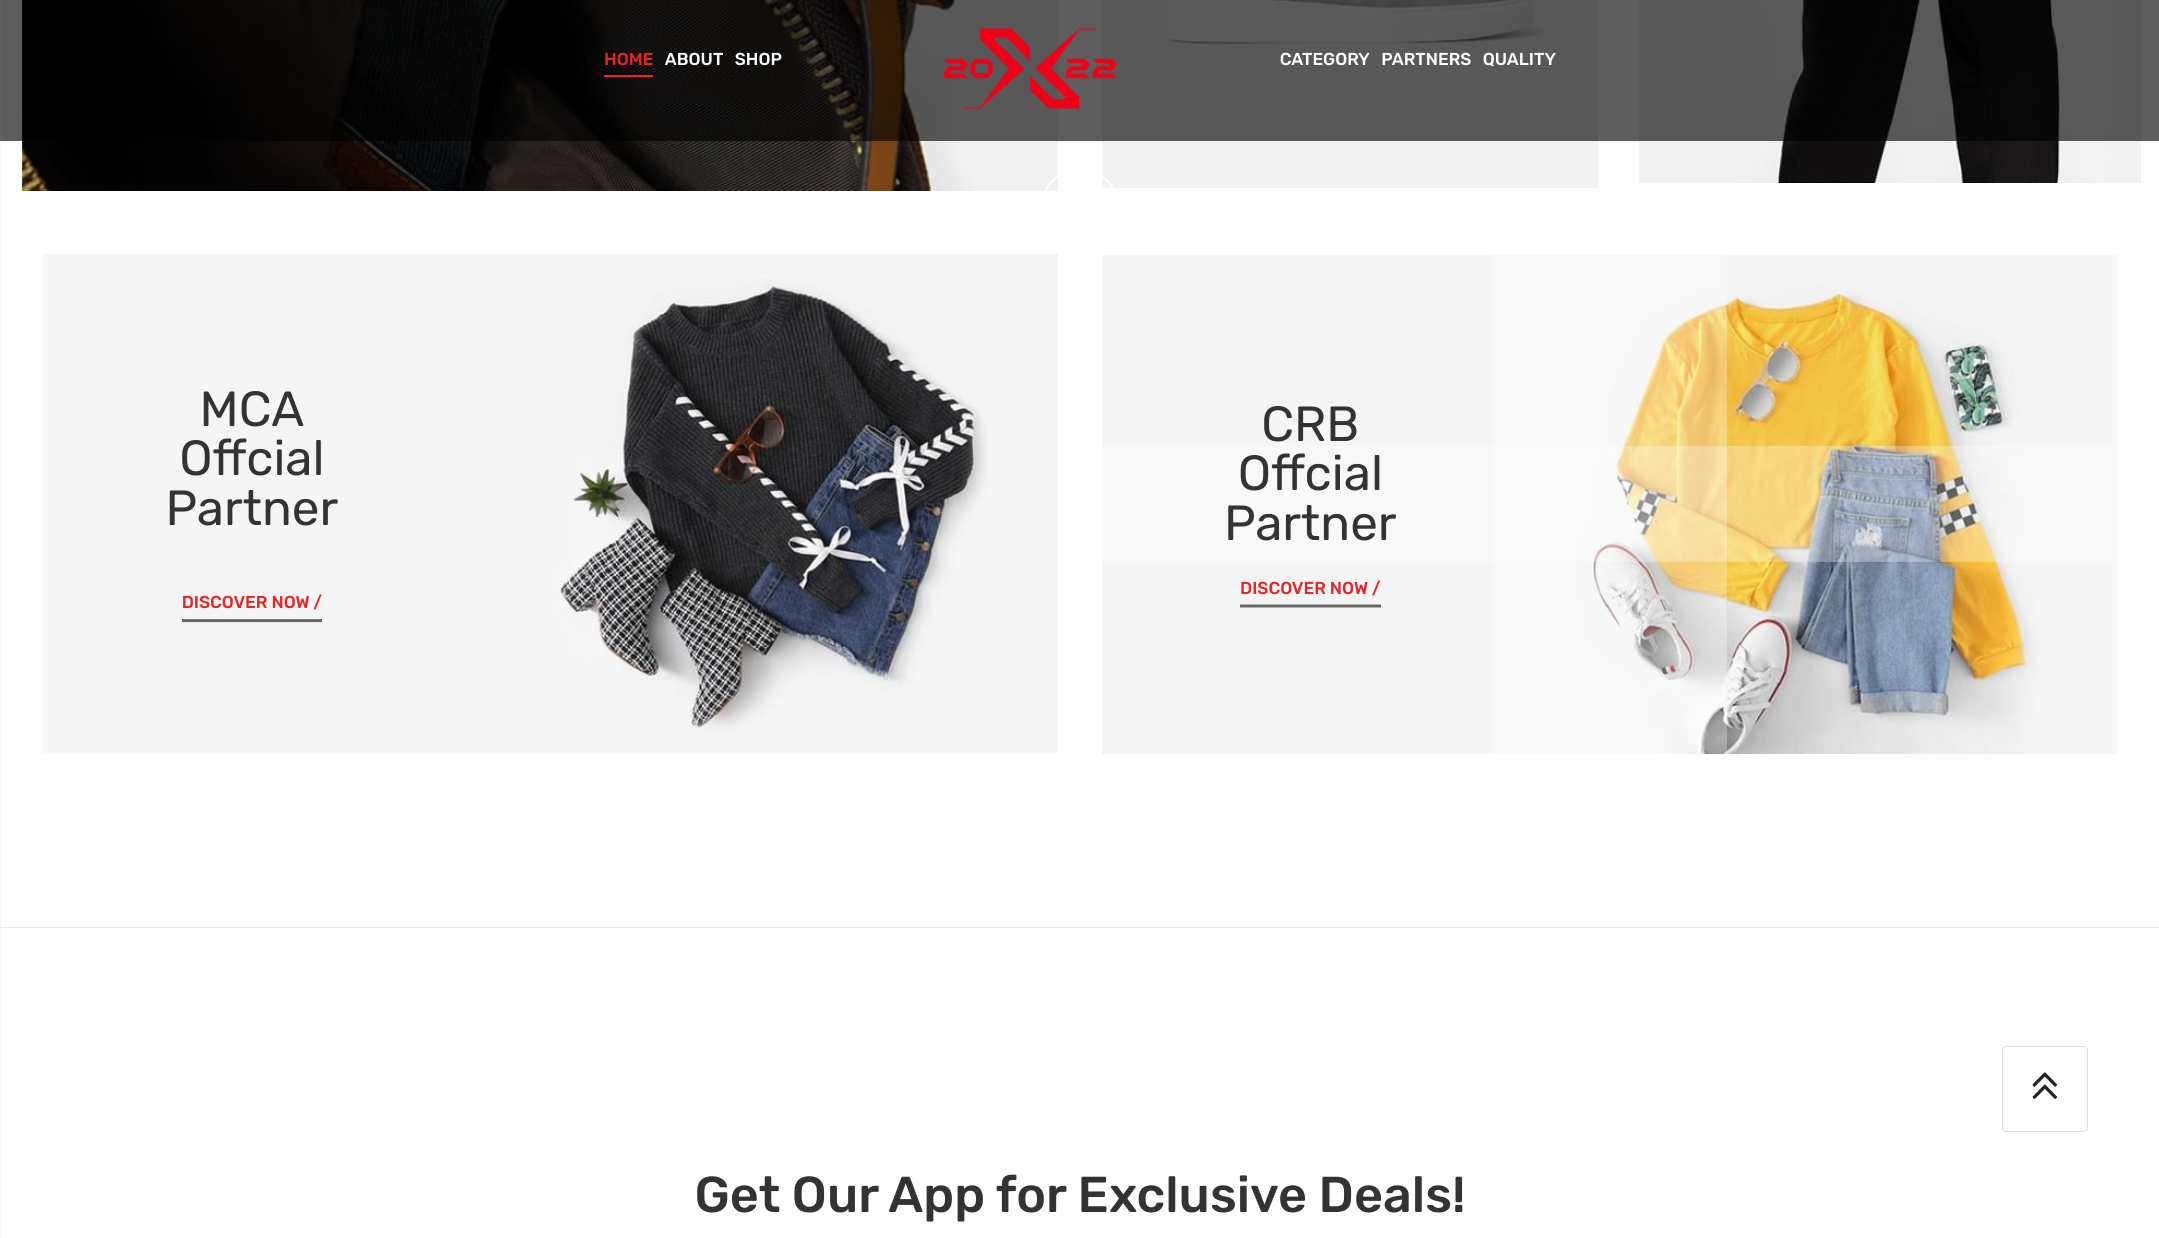 HOME ABOUT SHOP
20X22
CATEGORY PARTNERS QUALITY
MCA
Offcial
Partner
DISCOVER NOW /
CRB
Offcial
Partner
DISCOVER NOW /
Get Our App for Exclusive Deals!